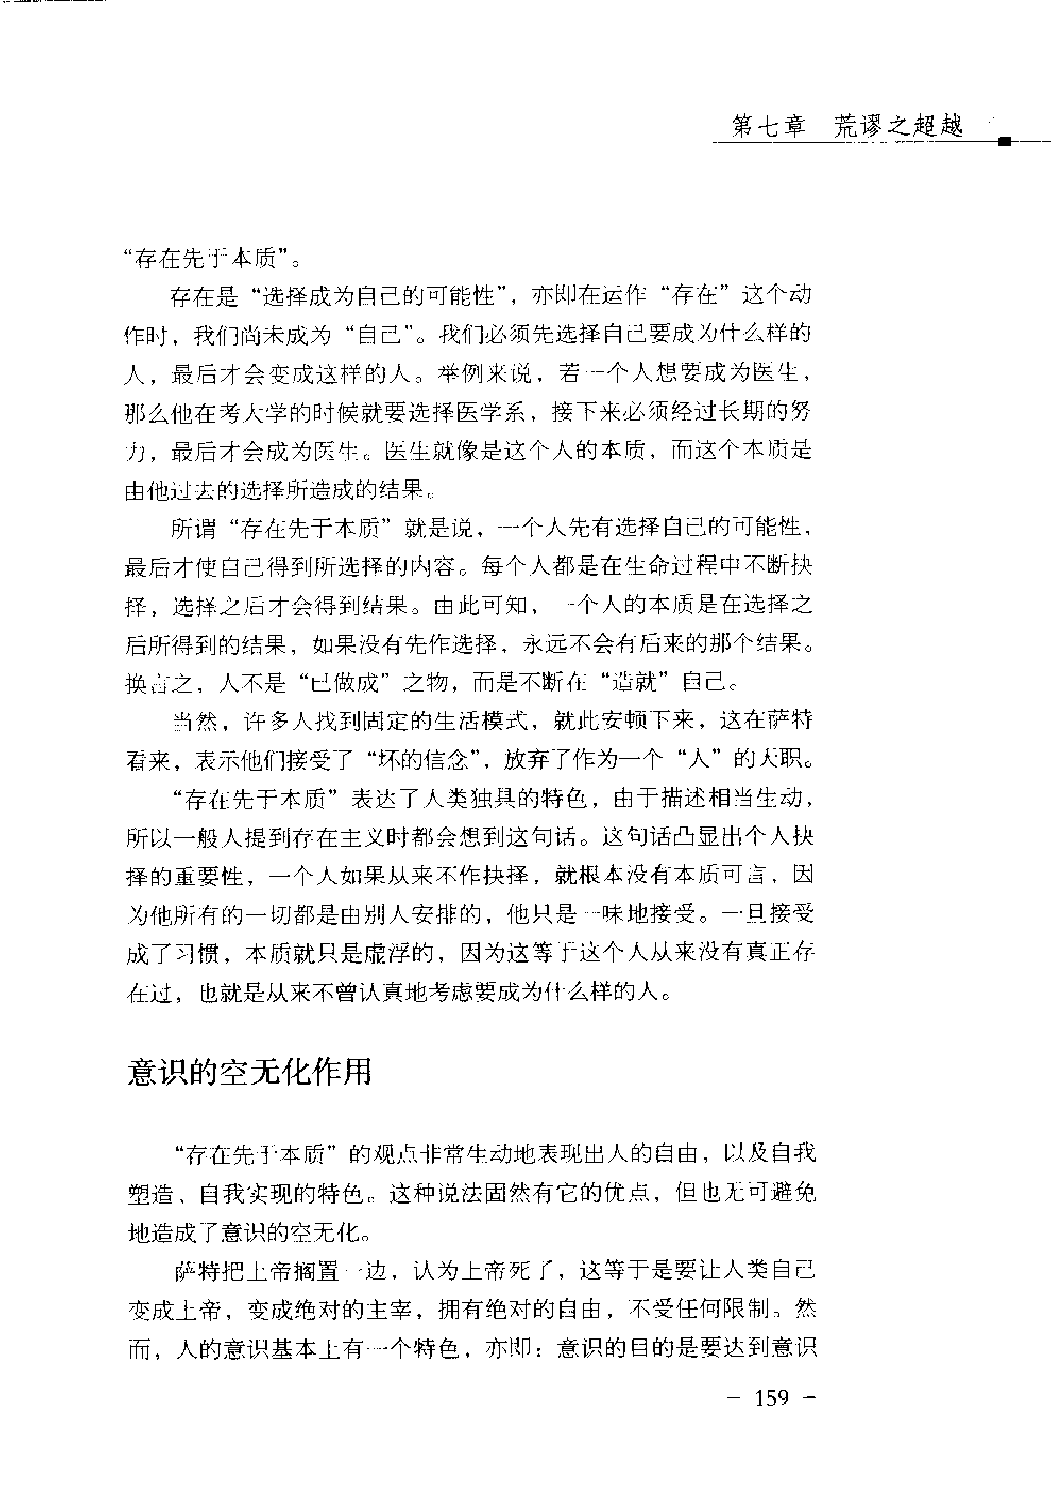 第七章 荒谬之超越
“存在先于本质”。
存在是“选择成为自己的可能性”，亦即在运作“存在”这个动
作时，我们尚未成为“自己”。我们必须先选择自己要成为什么样的
人，最后才会变成这样的人。举例来说，若一个人想要成为医生，
那么他在考大学的时候就要选择医学系，接下来必须经过长期的努
力，最后才会成为医生。医生就像是这个人的本质，而这个本质是
由他过去的选择所造成的结果。
所谓“存在先于本质”就是说，一个人先有选择自己的可能性，
最后才使自己得到所选择的内容。每个人都是在生命过程中不断抉
择，选择之后才会得到结果。由此可知，一个人的本质是在选择之
后所得到的结果，如果没有先作选择，永远不会有后来的那个结果。
换言之，人不是“已做成”之物，而是不断在“造就”自己。
当然，许多人找到固定的生活模式，就此安顿下来，这在萨特
看来，表示他们接受了“坏的信念”，放弃了作为一个“人”的天职。
“存在先于本质”表达了人类独具的特色，由于描述相当生动，
所以一般人提到存在主义时都会想到这句话。这句话凸显出个人抉
择的重要性，一个人如果从来不作抉择，就根本没有本质可言，因
为他所有的一切都是由别人安排的，他只是一味地接受。一旦接受
成了习惯，本质就只是虚浮的，因为这等于这个人从来没有真正存
在过，也就是从来不曾认真地考虑要成为什么样的人。
意识的空无化作用
“存在先于本质”的观点非常生动地表现出人的自由，以及自我
塑造、自我实现的特色。这种说法固然有它的优点，但也无可避免
地造成了意识的空无化。
萨特把上帝搁置一边，认为上帝死了，这等于是要让人类自己
变成上帝，变成绝对的主宰，拥有绝对的自由，不受任何限制。然
而，人的意识基本上有一个特色，亦即：意识的目的是要达到意识
－ 159 －